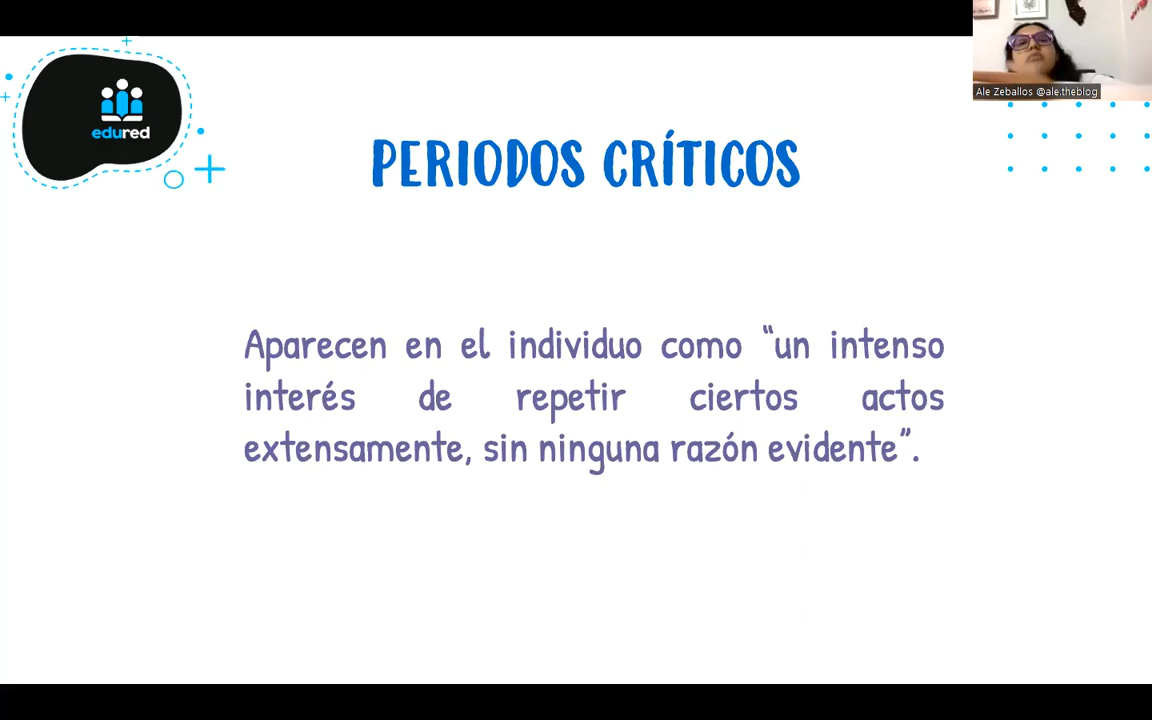 edured
Ale Zeballos @ale.theblog
PERIODOS CRÍTICOS
Aparecen en el individuo como “un intenso
interés de repetir ciertos actos
extensamente, sin ninguna razón evidente”.